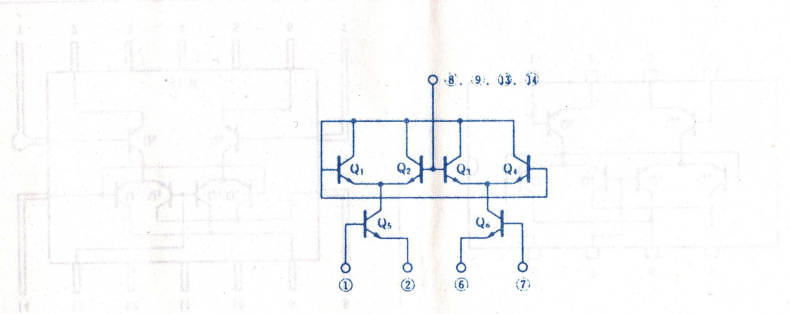 ⑧, ⑨, ⑬, ⑭
Q₁ Q₂ Q₃ Q₄
Q₅ Q₆
① ② ⑥ ⑦